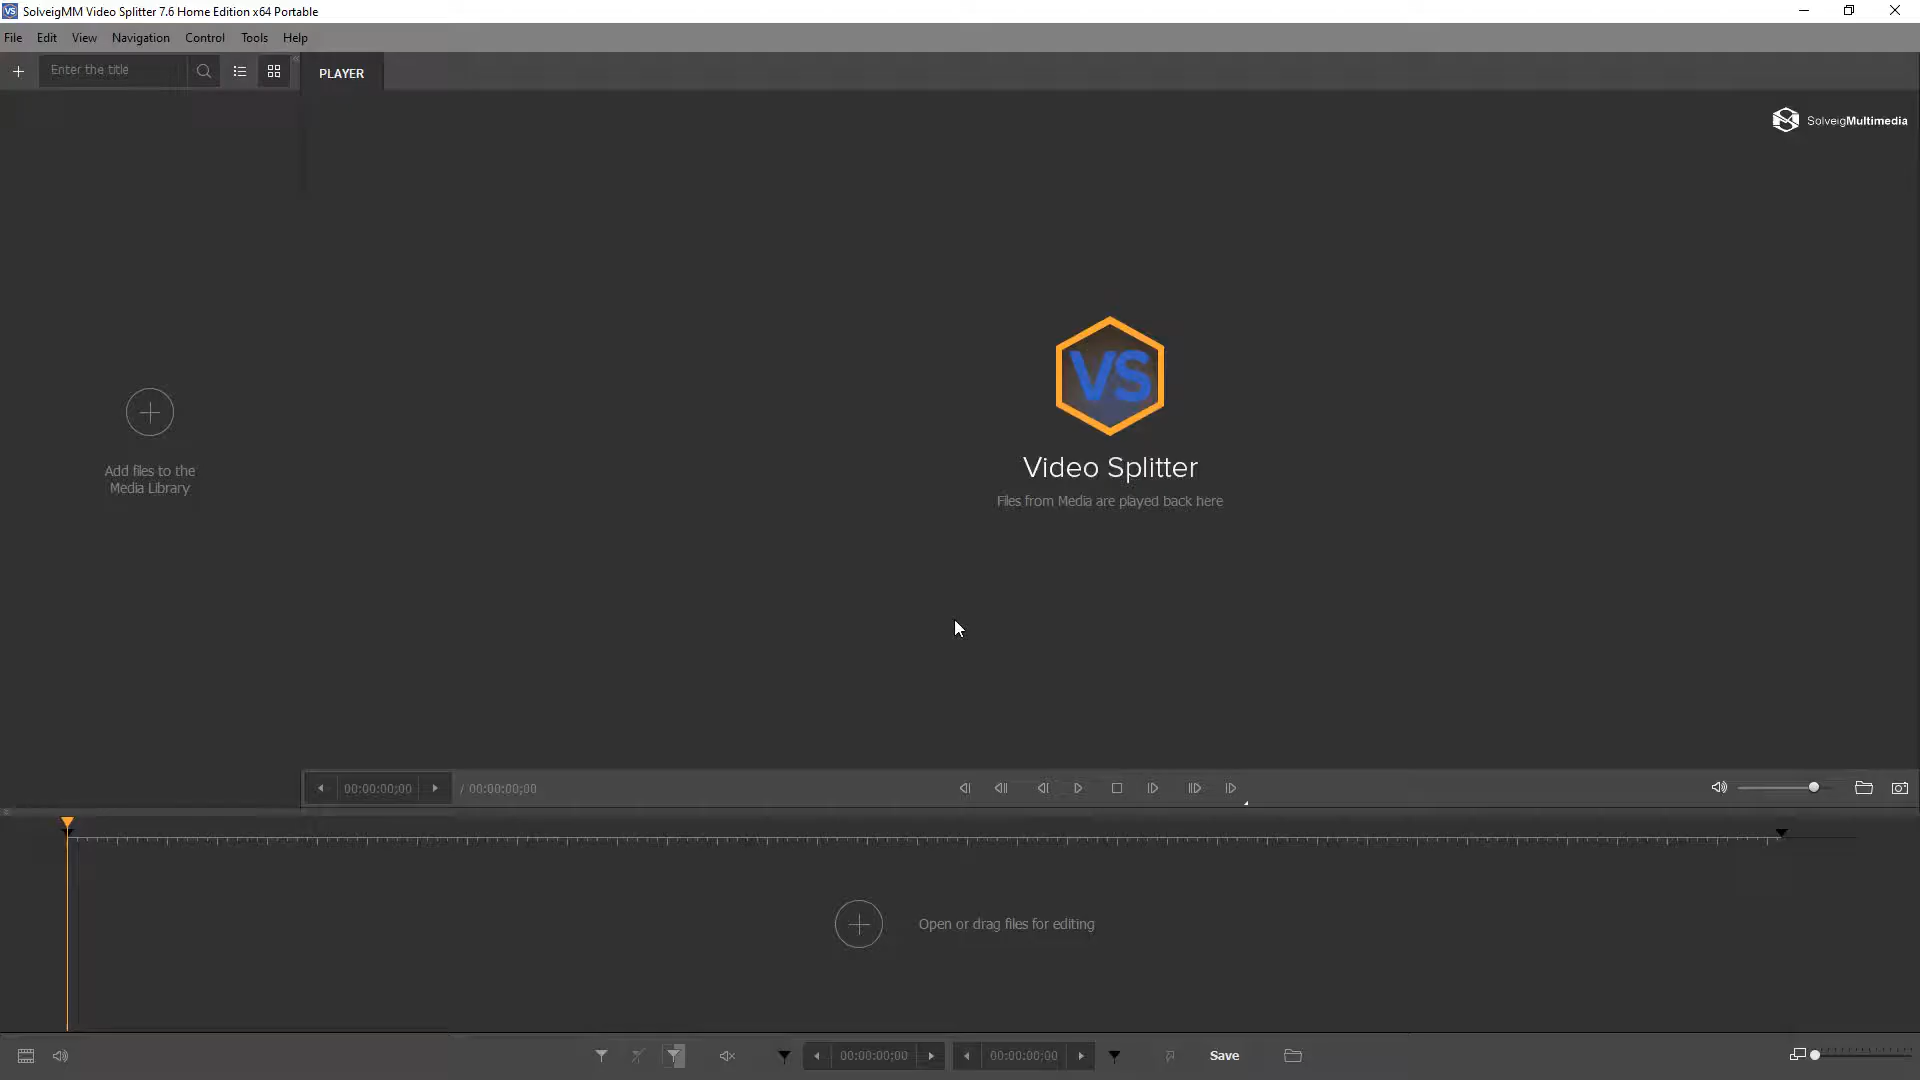 SolveigMM Video Splitter 7.6 Home Edition x64 Portable
File Edit View Navigation Control Tools Help
Enter the title
PLAYER
SolveigMultimedia
VS
Video Splitter
Files from Media are played back here
Add files to the
Media Library
00:00:00;00 / 00:00:00;00
Open or drag files for editing
00:00:00;00 00:00:00;00 Save